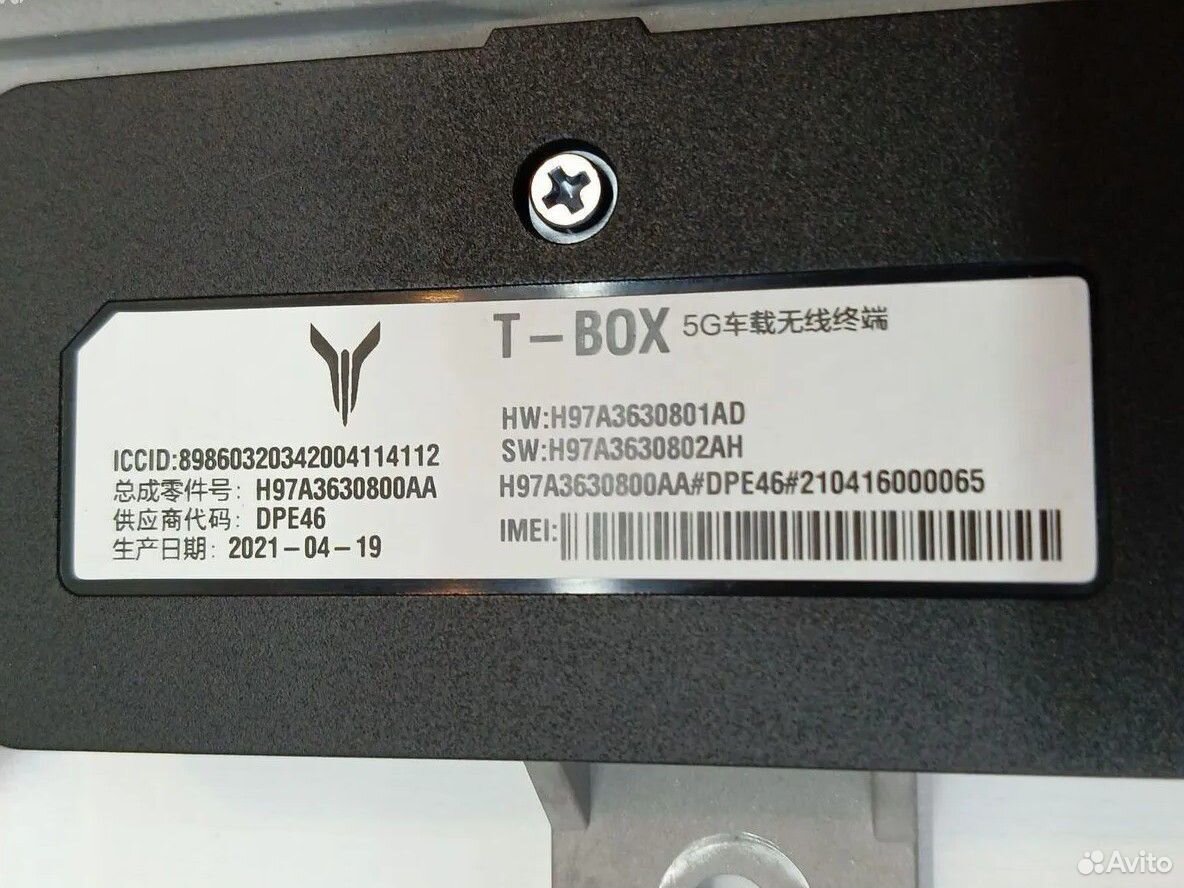 T-BOX 5G车载无线终端
HW:H97A3630801AD
SW:H97A3630802AH
ICCID:89860320342004114112
总成零件号: H97A3630800AA
H97A3630800AA#DPE46#210416000065
供应商代码: DPE46
IMEI:
生产日期: 2021-04-19
Avito